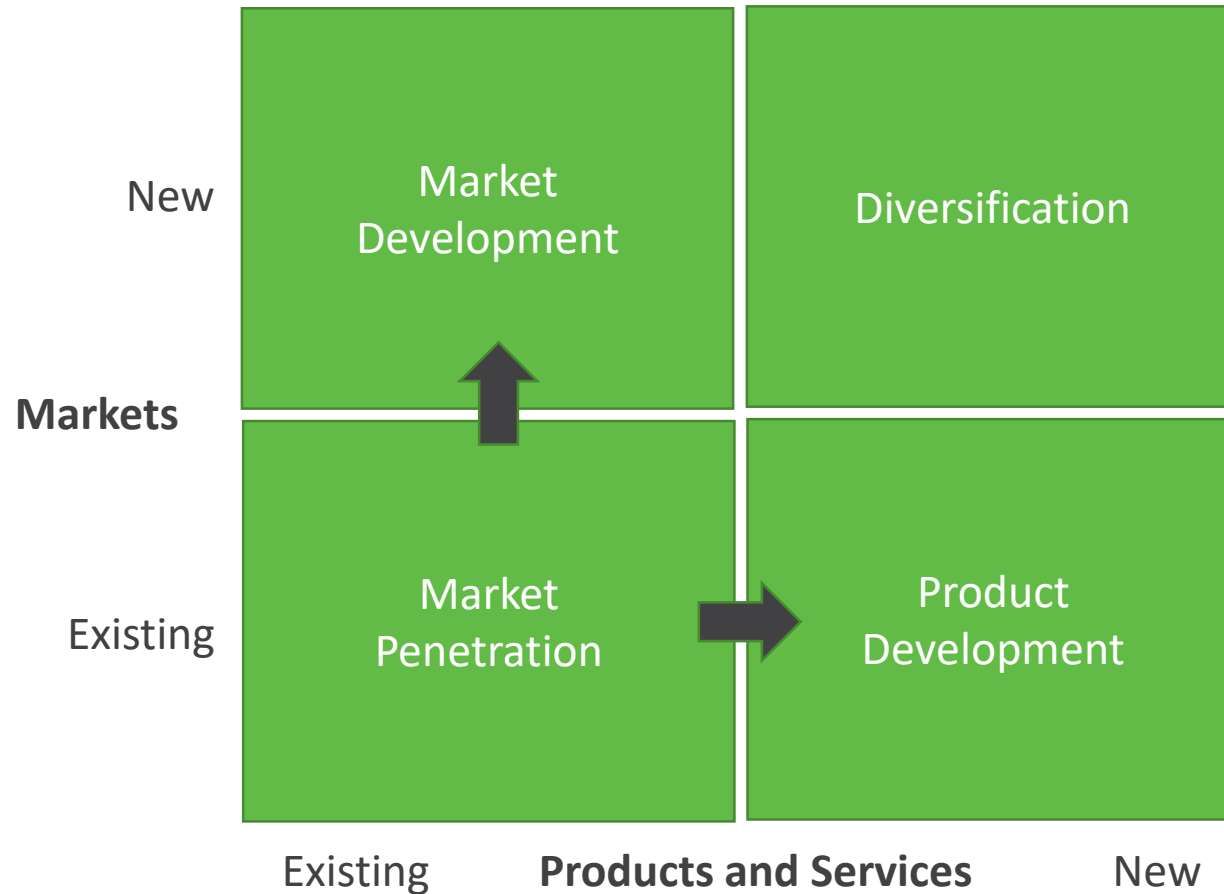 New
Market
Development
Diversification
Markets
Existing
Market
Penetration
Product
Development
Existing
Products and Services
New